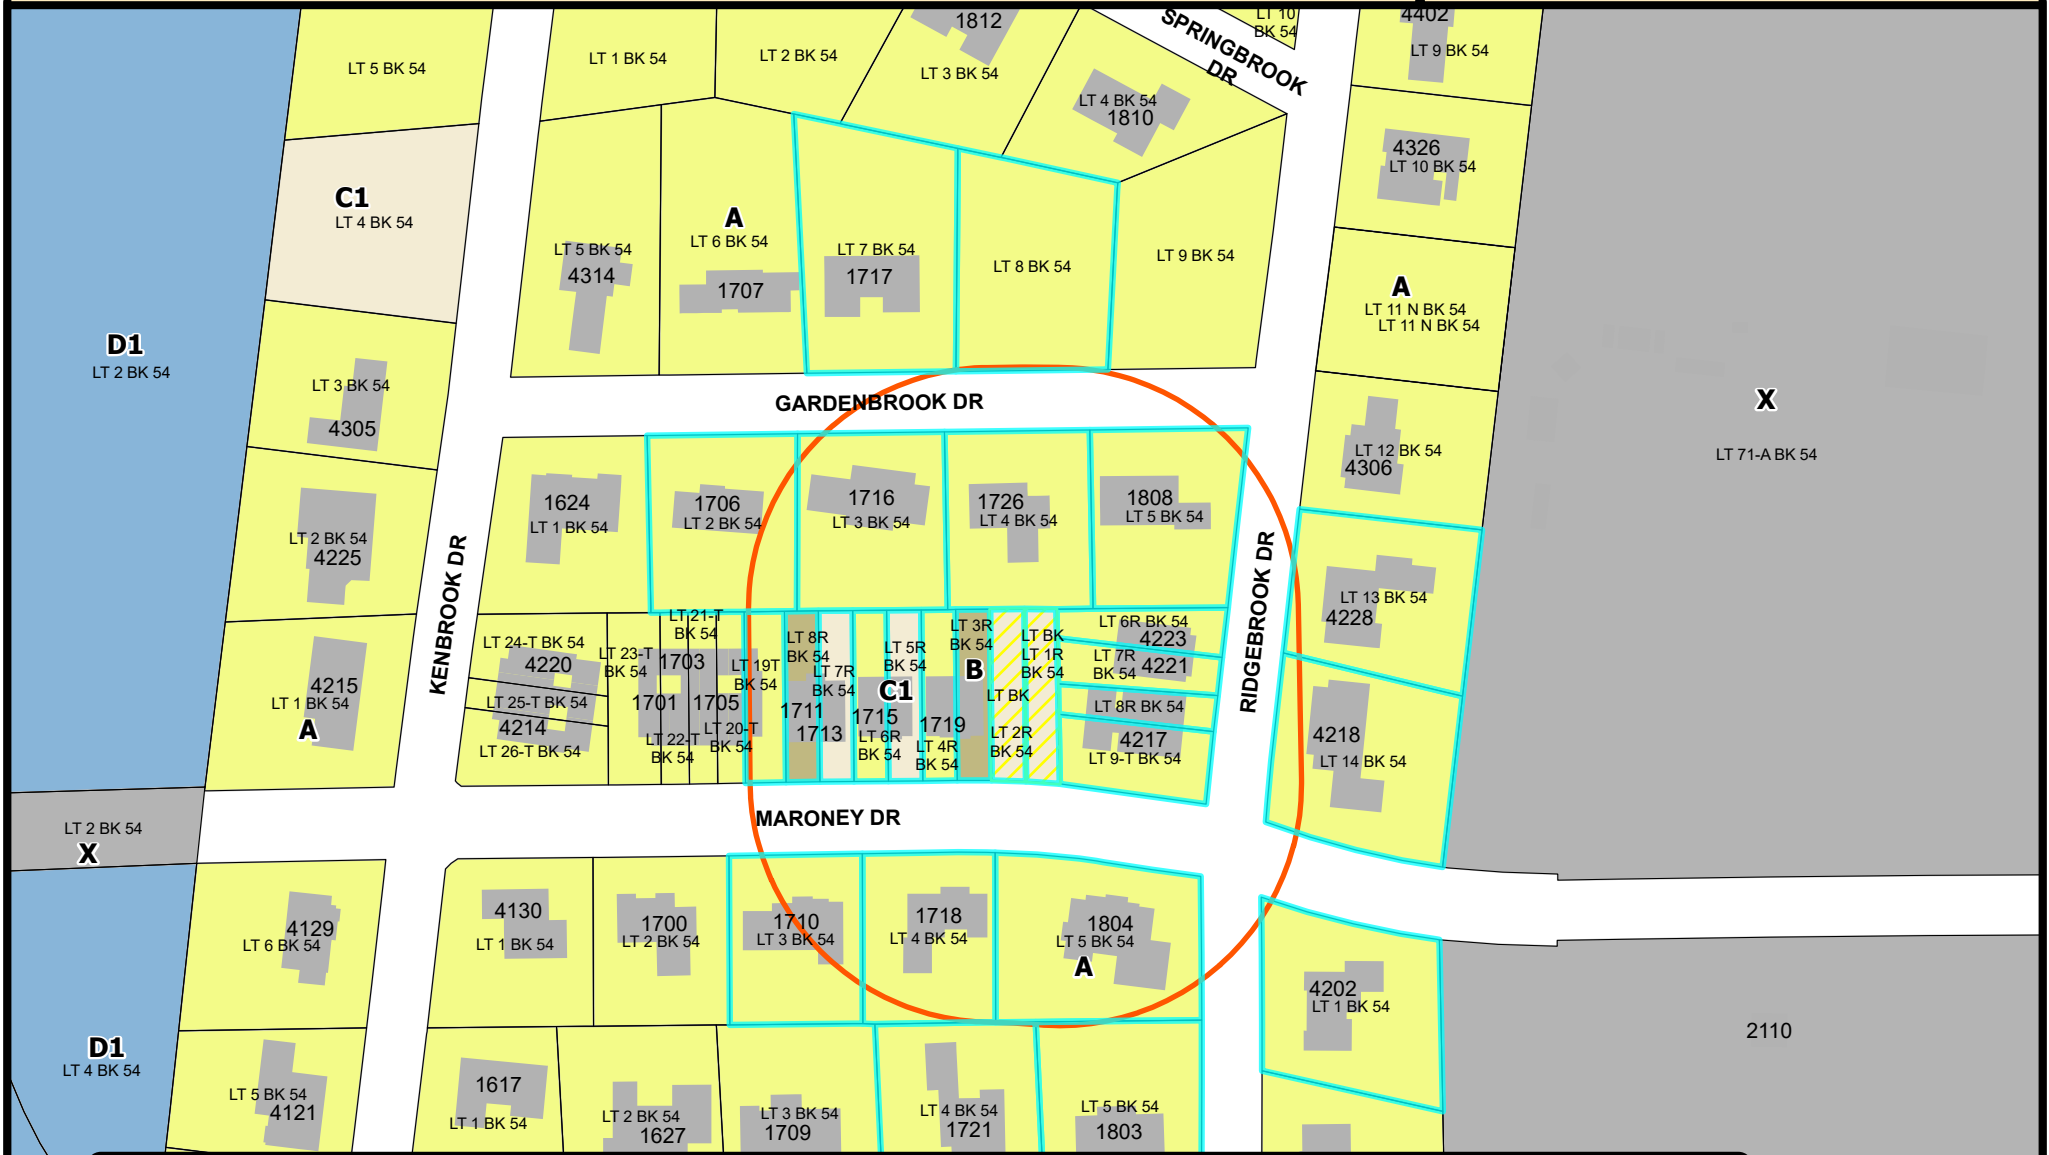 1812
SPRINGBROOK
DR
LT 10
BK 54
4402
LT 9 BK 54
LT 5 BK 54
LT 1 BK 54
LT 2 BK 54
LT 3 BK 54
LT 4 BK 54
1810
4326
LT 10 BK 54
C1
LT 4 BK 54
A
LT 6 BK 54
1707
LT 5 BK 54
4314
LT 7 BK 54
1717
LT 8 BK 54
LT 9 BK 54
A
LT 11 N BK 54
LT 11 N BK 54
D1
LT 2 BK 54
LT 3 BK 54
4305
GARDENBROOK DR
X
LT 71-A BK 54
LT 12 BK 54
4306
1624
LT 1 BK 54
1706
LT 2 BK 54
1716
LT 3 BK 54
1726
LT 4 BK 54
1808
LT 5 BK 54
LT 2 BK 54
4225
KENBROOK DR
RIDGEBROOK DR
LT 13 BK 54
4228
LT 24-T BK 54
4220
LT 25-T BK 54
4214
LT 26-T BK 54
LT 23-T
BK 54
LT 21-T
BK 54
1703
1701
1705
LT 22-T
BK 54
LT 19T
BK 54
LT 20-T
BK 54
LT 8R
BK 54
LT 7R
BK 54
1711
1713
LT 5R
BK 54
C1
1715
LT 6R
BK 54
1719
LT 4R
BK 54
LT 3R
BK 54
B
LT BK
LT 1R
BK 54
LT BK
LT 2R
BK 54
LT 6R BK 54
4223
LT 7R
BK 54
4221
LT 8R BK 54
4217
LT 9-T BK 54
4215
LT 1 BK 54
A
4218
LT 14 BK 54
LT 2 BK 54
X
MARONEY DR
4129
LT 6 BK 54
4130
LT 1 BK 54
1700
LT 2 BK 54
1710
LT 3 BK 54
1718
LT 4 BK 54
1804
LT 5 BK 54
A
4202
LT 1 BK 54
2110
D1
LT 4 BK 54
LT 5 BK 54
4121
1617
LT 1 BK 54
LT 2 BK 54
1627
LT 3 BK 54
1709
LT 4 BK 54
1721
LT 5 BK 54
1803